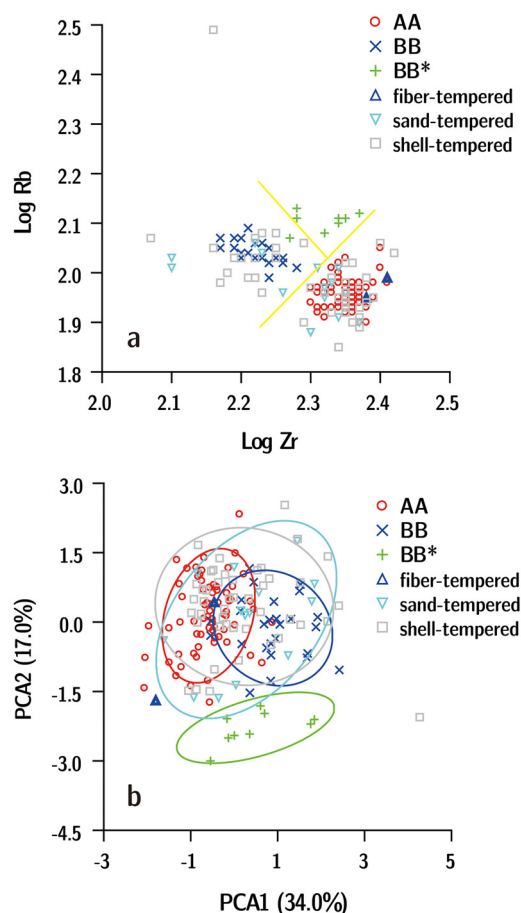 2.5
2.4
2.3
2.2
2.1
2.0
1.9
1.8
Log Rb
AA
BB
BB*
fiber-tempered
sand-tempered
shell-tempered
a
2.0 2.1 2.2 2.3 2.4 2.5
Log Zr
3.0
1.5
0.0
-1.5
-3.0
-4.5
PCA2 (17.0%)
AA
BB
BB*
fiber-tempered
sand-tempered
shell-tempered
b
-3 -1 1 3 5
PCA1 (34.0%)